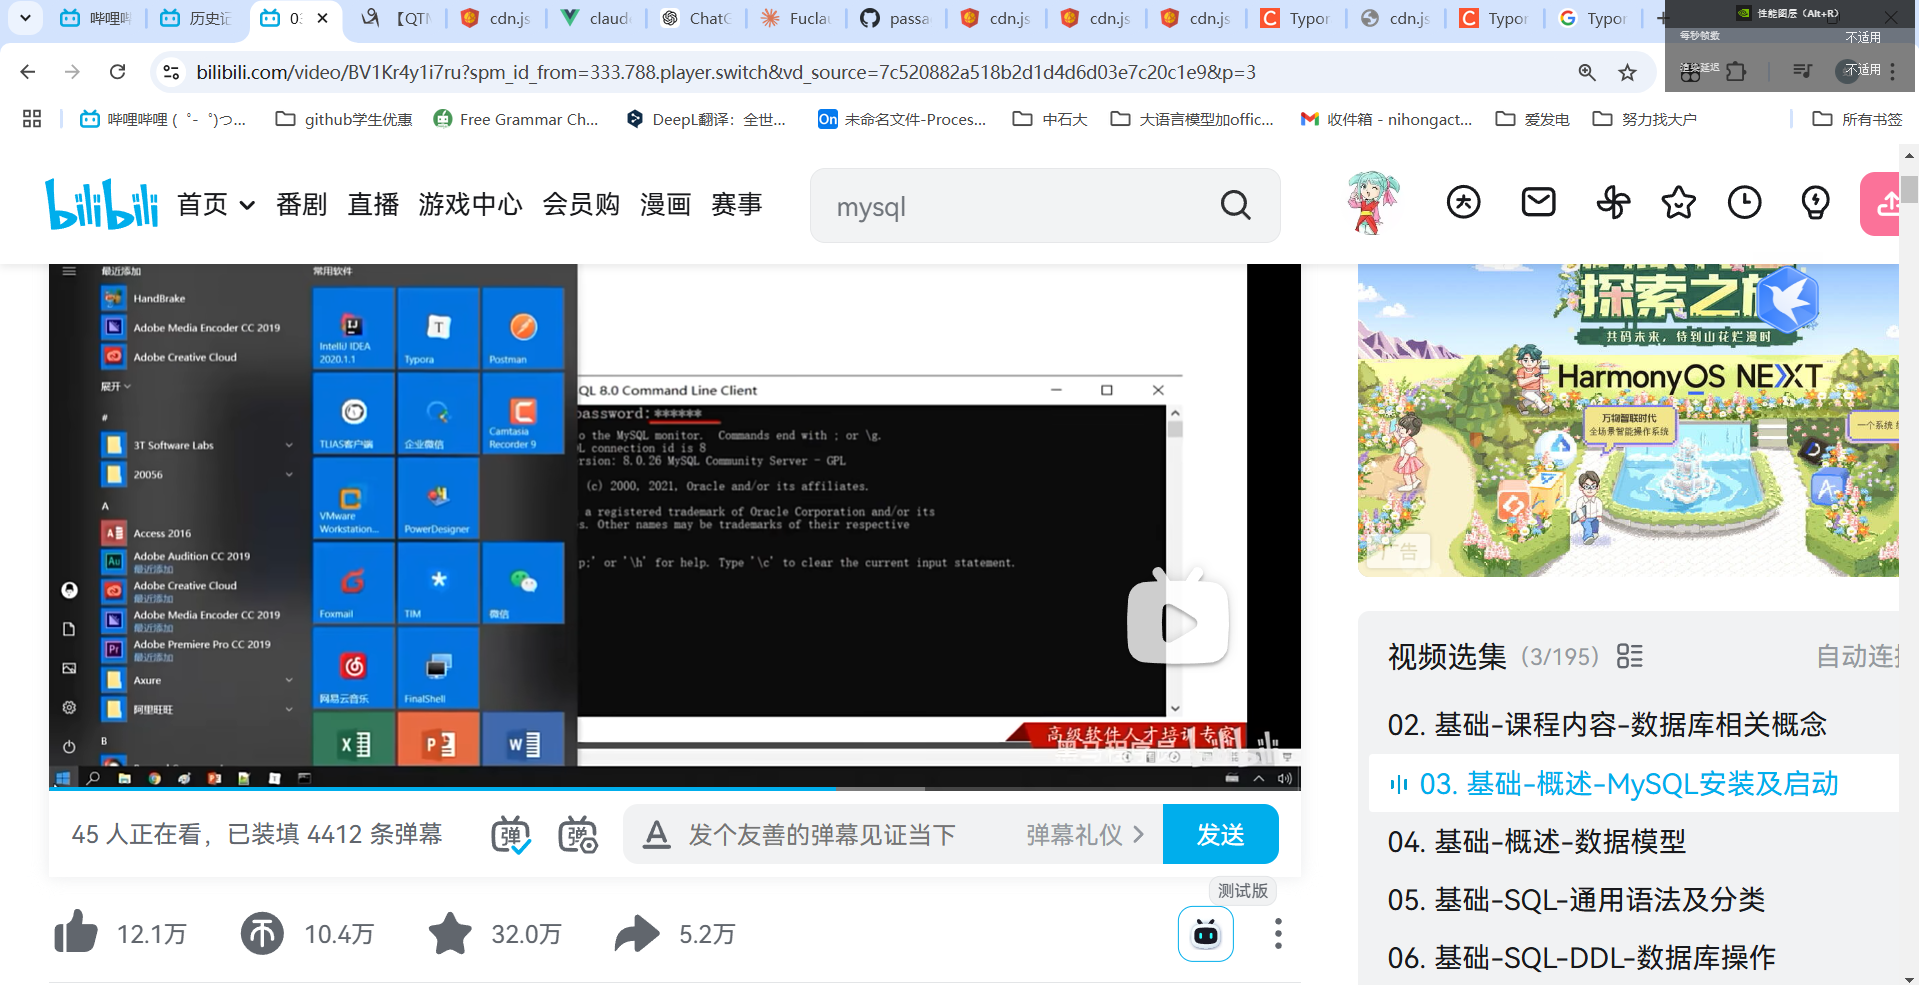 哔哩哔
历史记
03
【QTN
cdn.js
claud
ChatG
Fucla
passa
cdn.js
cdn.js
cdn.js
Typor
cdn.js
Typor
Typor
性能图层 (Alt+R)
每秒帧数 不适用
渲染延迟 不适用
bilibili.com/video/BV1Kr4y1i7ru?spm_id_from=333.788.player.switch&vd_source=7c520882a518b2d1d4d6d03e7c20c1e9&p=3
哔哩哔哩 ( ゜- ゜)つ...
github学生优惠
Free Grammar Ch...
DeepL翻译：全世...
On 未命名文件-Proces...
中石大
大语言模型加offic...
收件箱 - nihongact...
爱发电
努力找大户
所有书签
bilibili
首页
番剧
直播
游戏中心
会员购
漫画
赛事
mysql
最近添加
常用软件
HandBrake
Adobe Media Encoder CC 2019
Adobe Creative Cloud
展开
#
3T Software Labs
20056
A
Access 2016
Adobe Audition CC 2019
最近添加
Adobe Creative Cloud
最近添加
Adobe Media Encoder CC 2019
最近添加
Adobe Premiere Pro CC 2019
最近添加
Axure
阿里旺旺
B
IntelliJ IDEA 2020.1.1
Typora
Postman
TLIAS客户端
企业微信
Camtasia Recorder 9
VMware Workstation...
PowerDesigner
Foxmail
TIM
微信
网易云音乐
FinalShell
QL 8.0 Command Line Client
password:******
o the MySQL monitor. Commands end with ; or \g.
L connection id is 8
rsion: 8.0.26 MySQL Community Server - GPL
(c) 2000, 2021, Oracle and/or its affiliates.
a registered trademark of Oracle Corporation and/or its
s. Other names may be trademarks of their respective
p;' or '\h' for help. Type '\c' to clear the current input statement.
高级软件人才培训专家
45 人正在看，已装填 4412 条弹幕
弹
弹
A 发个友善的弹幕见证当下
弹幕礼仪
发送
测试版
12.1万
10.4万
32.0万
5.2万
探索之旅
共码未来，待到山花烂漫时
HarmonyOS NEXT
万物智联时代
全场景智能操作系统
一个系统
广告
视频选集 (3/195)
自动连播
02. 基础-课程内容-数据库相关概念
03. 基础-概述-MySQL安装及启动
04. 基础-概述-数据模型
05. 基础-SQL-通用语法及分类
06. 基础-SQL-DDL-数据库操作